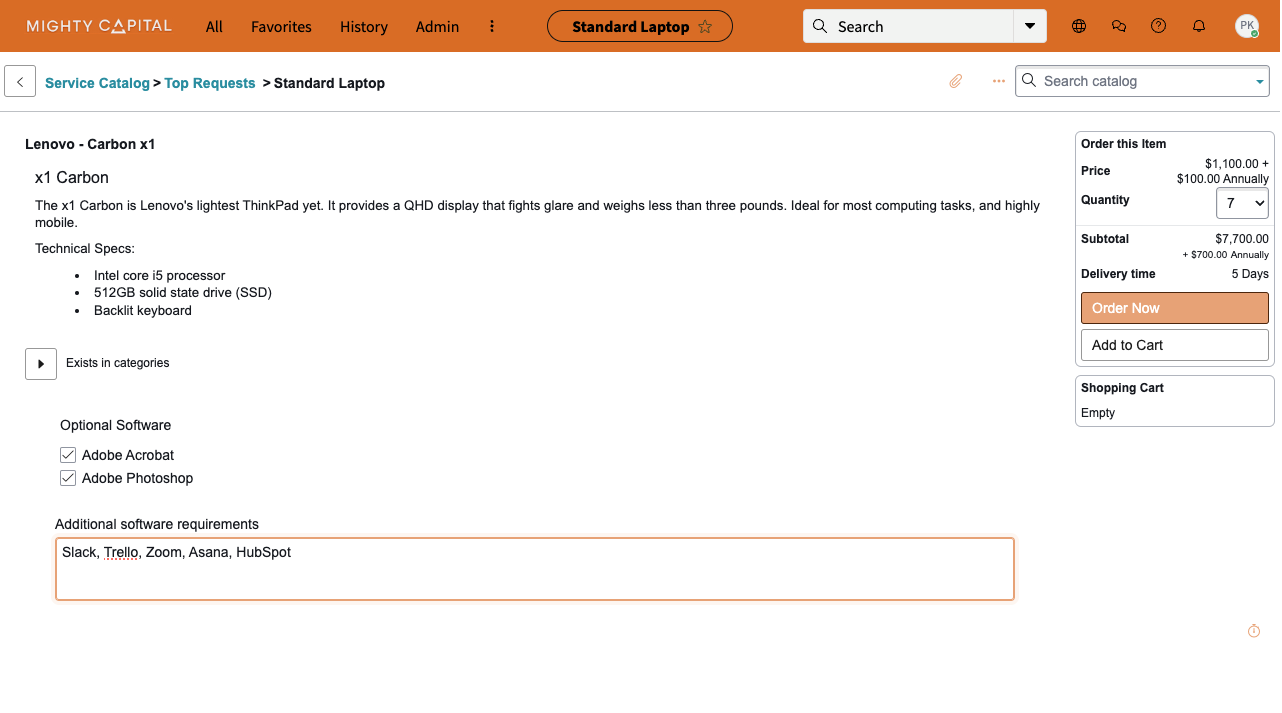 MIGHTY CAPITAL
All
Favorites
History
Admin
Standard Laptop
Search
PK
Service Catalog > Top Requests > Standard Laptop
Search catalog
Lenovo - Carbon x1
x1 Carbon
The x1 Carbon is Lenovo's lightest ThinkPad yet. It provides a QHD display that fights glare and weighs less than three pounds. Ideal for most computing tasks, and highly
mobile.
Technical Specs:
• Intel core i5 processor
• 512GB solid state drive (SSD)
• Backlit keyboard
Exists in categories
Optional Software
Adobe Acrobat
Adobe Photoshop
Additional software requirements
Slack, Trello, Zoom, Asana, HubSpot
Order this Item
Price
$1,100.00 +
$100.00 Annually
Quantity
7
Subtotal
$7,700.00
+ $700.00 Annually
Delivery time
5 Days
Order Now
Add to Cart
Shopping Cart
Empty